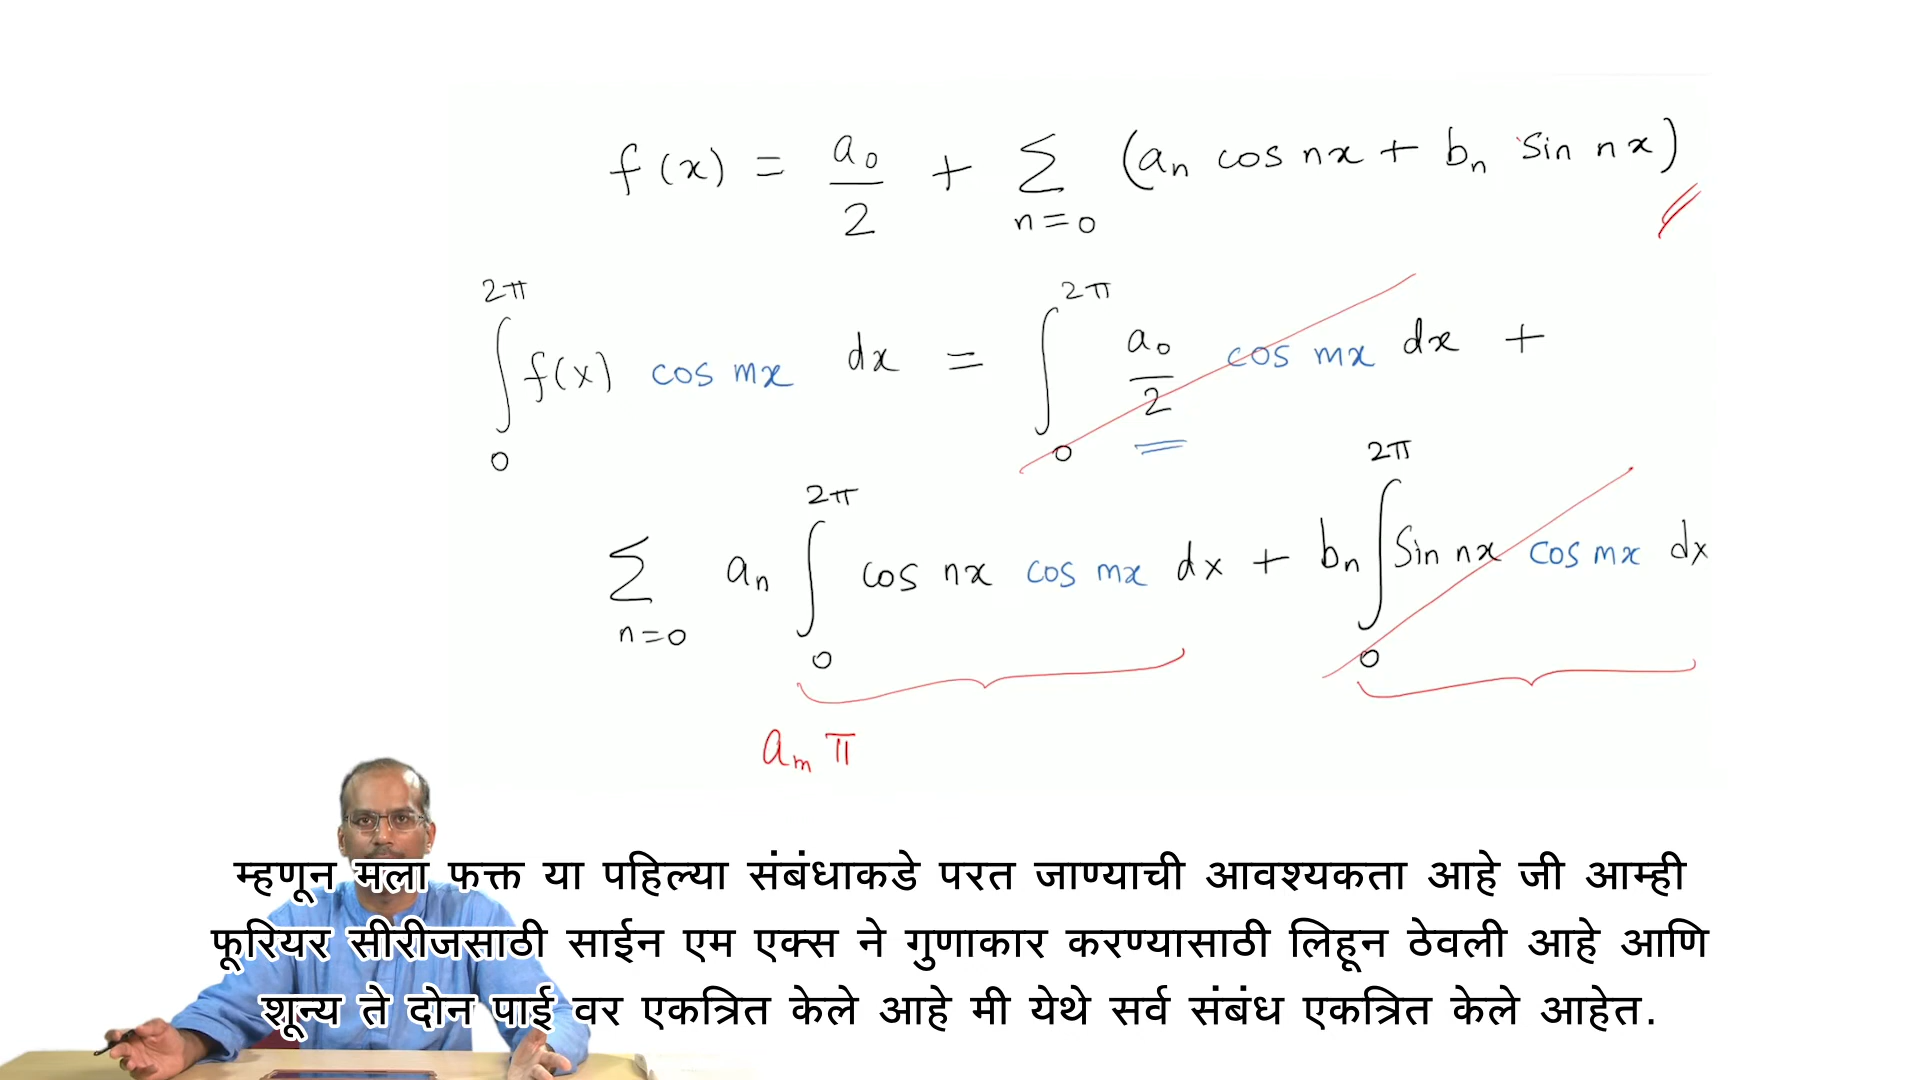 f(x) = a₀/2 + Σ n=0 (aₙ cos nx + bₙ sin nx)
∫₀^2π f(x) cos mx dx = ∫₀^2π a₀/2 cos mx dx +
Σ n=0 aₙ ∫₀^2π cos nx cos mx dx + bₙ ∫₀^2π Sin nx cos mx dx
aₘ π
म्हणून मला फक्त या पहिल्या संबंधाकडे परत जाण्याची आवश्यकता आहे जी आम्ही
फूरियर सीरीजसाठी साईन एम एक्स ने गुणाकार करण्यासाठी लिहून ठेवली आहे आणि
शून्य ते दोन पाई वर एकत्रित केले आहे मी येथे सर्व संबंध एकत्रित केले आहेत.